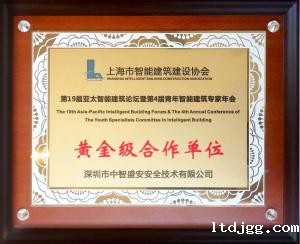 上海市智能建筑建设协会
SHANGHAI INTELLIGENT BUILDING CONSTRUCTION ASSOCIATION
第19届亚太智能建筑论坛暨第4届青年智能建筑专家年会
The 19th Asia-Pacific Intelligent Building Forum & The 4th Annual Conference of
The Youth Specialists Committee in Intelligent Building
黄金级合作单位
深圳市中智盛安安全技术有限公司
ltdjgg.com